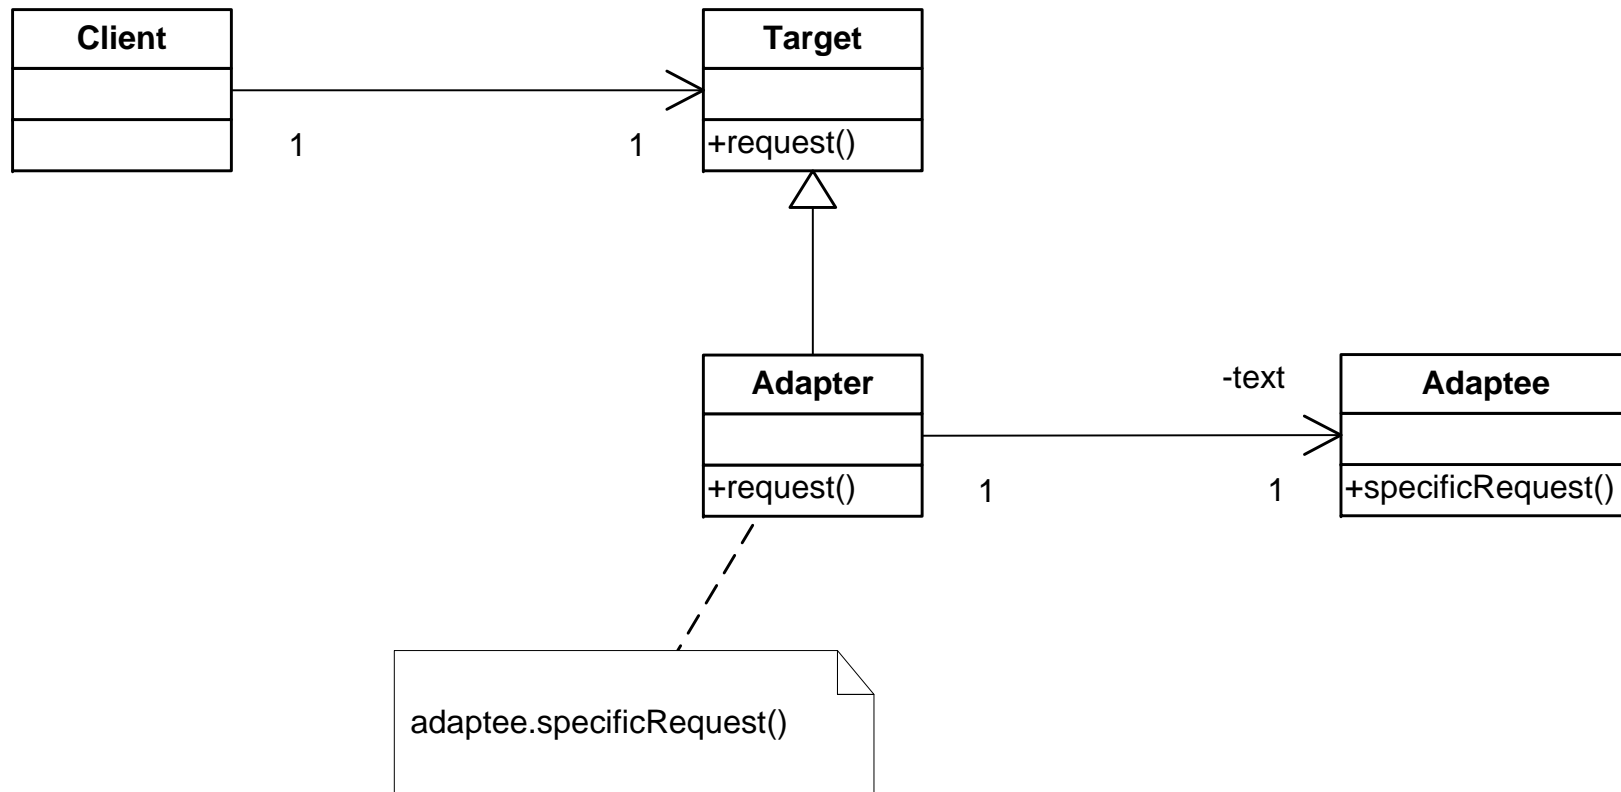 Client
Target
1
1
+request()
Adapter
-text
Adaptee
+request()
1
1
+specificRequest()
adaptee.specificRequest()